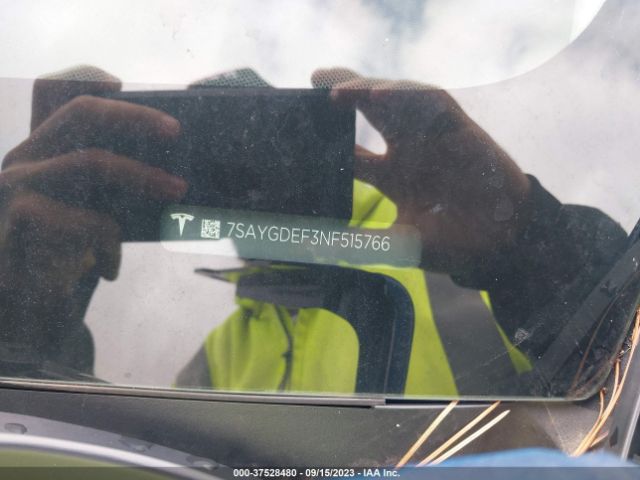 7SAYGDEF3NF515766
000-37528480 - 09/15/2023 - IAA Inc.